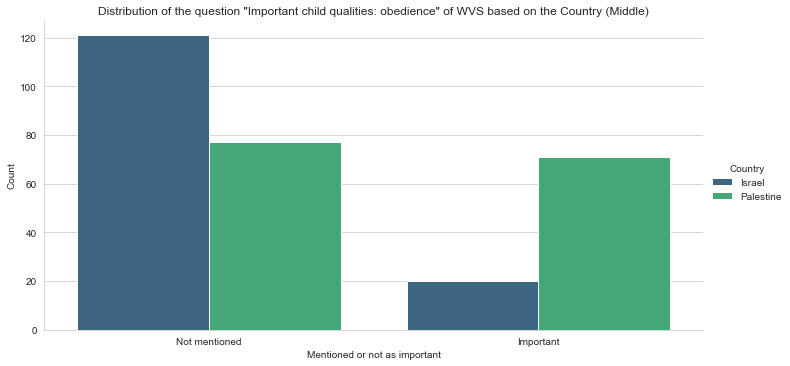 Distribution of the question "Important child qualities: obedience" of WVS based on the Country (Middle)
120
100
80
60
40
20
0
Count
Not mentioned
Important
Mentioned or not as important
Country
Israel
Palestine